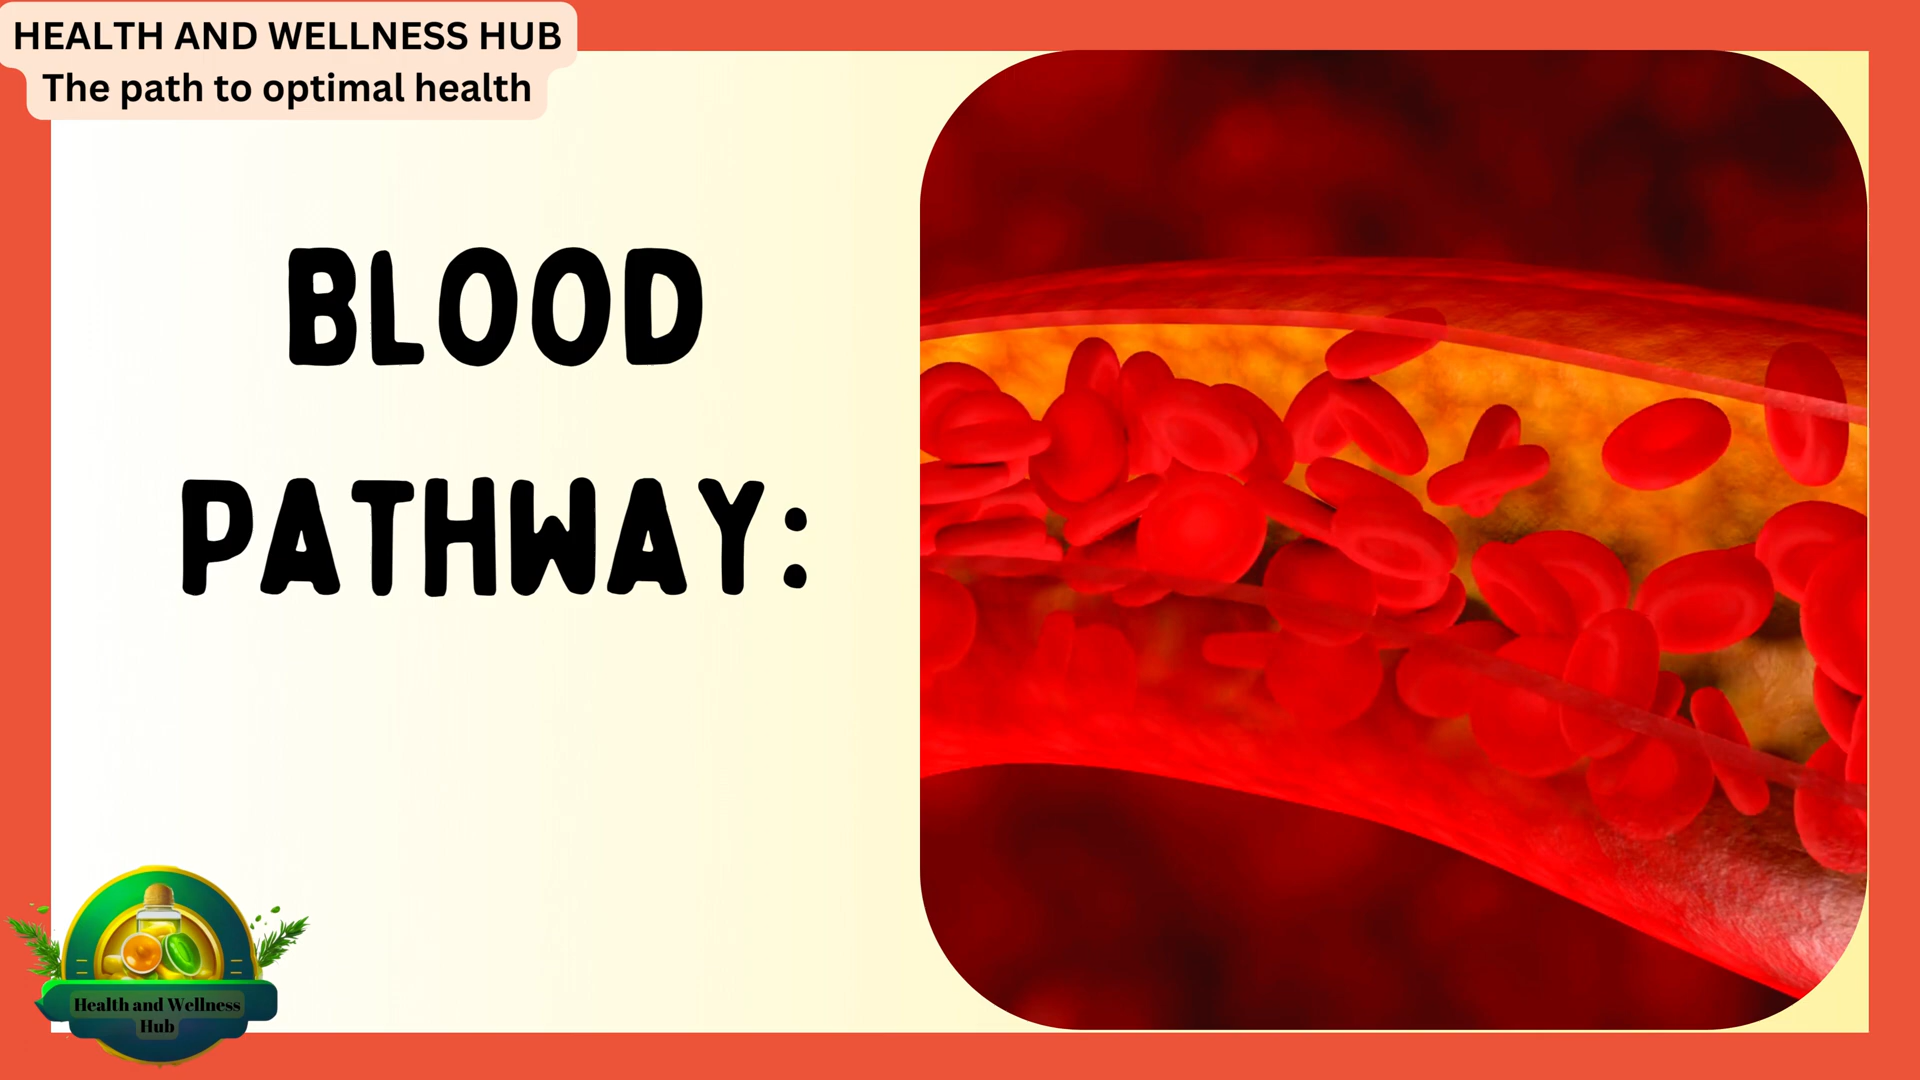 HEALTH AND WELLNESS HUB
The path to optimal health
BLOOD
PATHWAY:
Health and Wellness
Hub